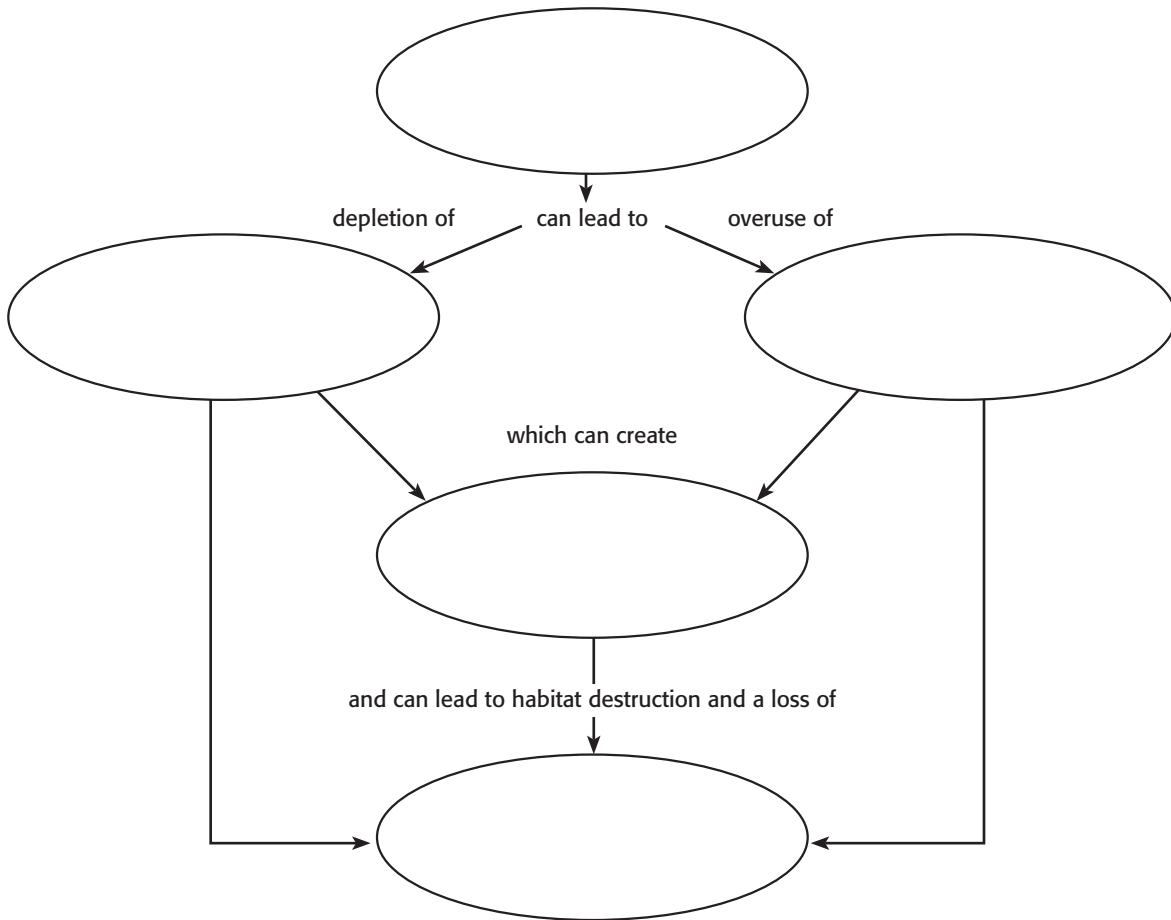 depletion of
can lead to
overuse of
which can create
and can lead to habitat destruction and a loss of